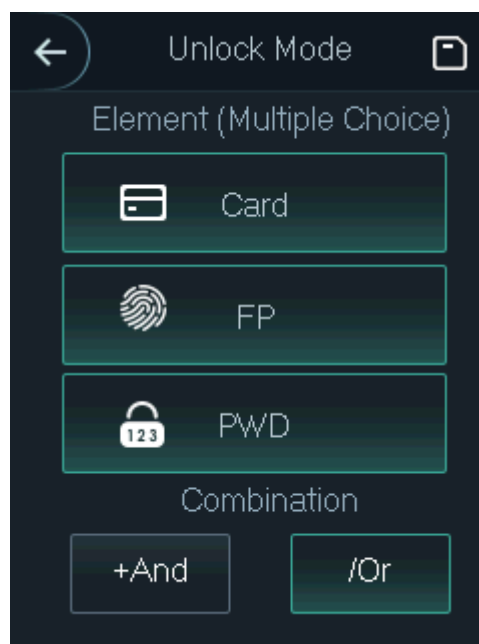 Unlock Mode
Element (Multiple Choice)
Card
FP
123
PWD
Combination
+And
/Or